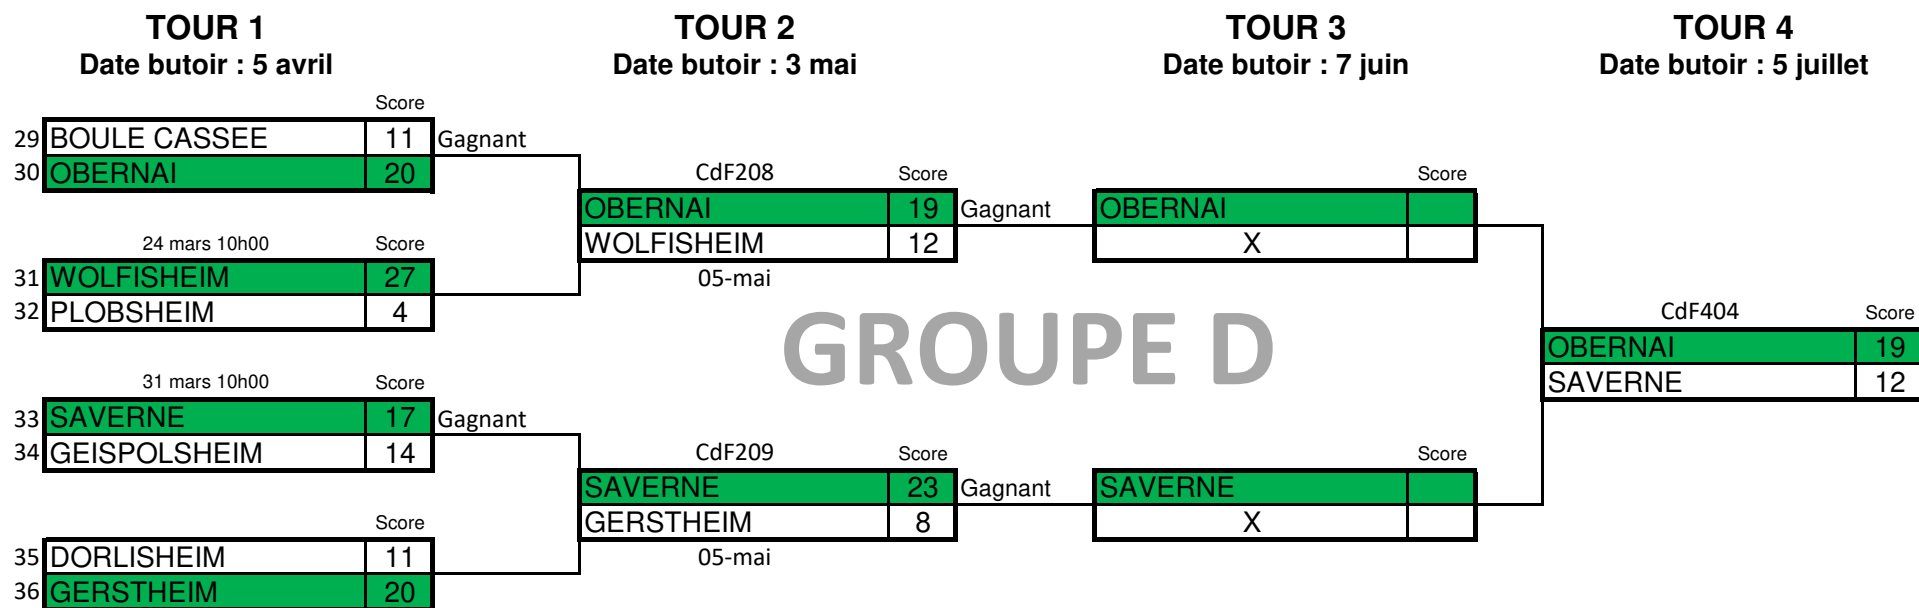 TOUR 1
Date butoir : 5 avril
TOUR 2
Date butoir : 3 mai
TOUR 3
Date butoir : 7 juin
TOUR 4
Date butoir : 5 juillet
Score
29 BOULE CASSEE 11 Gagnant
30 OBERNAI 20
24 mars 10h00 Score
31 WOLFISHEIM 27
32 PLOBSHEIM 4
31 mars 10h00 Score
33 SAVERNE 17 Gagnant
34 GEISPOLSHEIM 14
Score
35 DORLISHEIM 11
36 GERSTHEIM 20
CdF208 Score
OBERNAI 19 Gagnant
WOLFISHEIM 12
05-mai
GROUPE D
CdF209 Score
SAVERNE 23 Gagnant
GERSTHEIM 8
05-mai
Score
OBERNAI
X
Score
SAVERNE
X
CdF404 Score
OBERNAI 19
SAVERNE 12